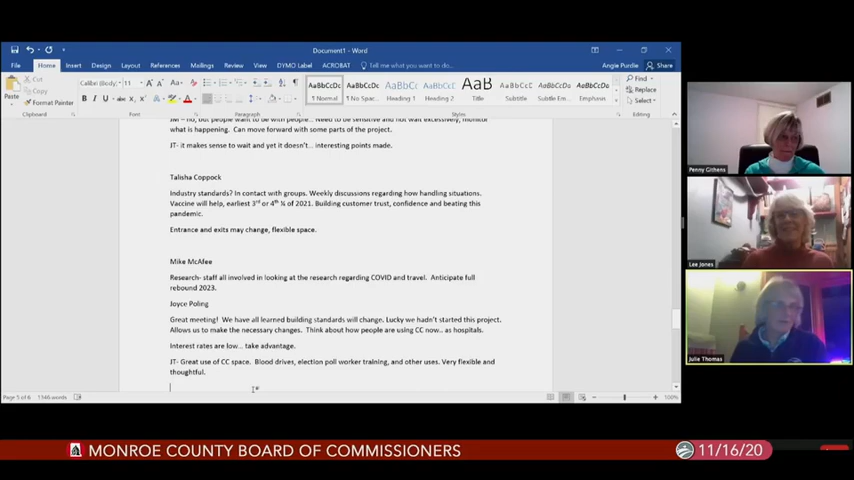 Document1 - Word
Angie Purdie Share
File Home Insert Design Layout References Mailings Review View DYMO Label ACROBAT Tell me what you want to do...
Cut
Copy
Paste Format Painter
Clipboard Font Paragraph Styles Editing
Calibri (Body) 11
AaBbCcDc AaBbCcDc AaBbCc AaBbCcC AaB AaBbCcD AaBbCcDc AaBbCcDc
¶ Normal ¶ No Spac... Heading 1 Heading 2 Title Subtitle Subtle Em... Emphasis
Find
Replace
Select
JM – no, but people want to be with people... Need to be sensitive and not wait excessively, monitor
what is happening. Can move forward with some parts of the project.
JT- it makes sense to wait and yet it doesn't... interesting points made.
Talisha Coppock
Industry standards? In contact with groups. Weekly discussions regarding how handling situations.
Vaccine will help, earliest 3rd or 4th ¼ of 2021. Building customer trust, confidence and beating this
pandemic.
Entrance and exits may change, flexible space.
Mike McAfee
Research- staff all involved in looking at the research regarding COVID and travel. Anticipate full
rebound 2023.
Joyce Poling
Great meeting! We have all learned building standards will change. Lucky we hadn't started this project.
Allows us to make the necessary changes. Think about how people are using CC now.. as hospitals.
Interest rates are low... take advantage.
JT- Great use of CC space. Blood drives, election poll worker training, and other uses. Very flexible and
thoughtful.
Page 5 of 6 1146 words 100%
Penny Githens
Lee Jones
Julie Thomas
MONROE COUNTY BOARD OF COMMISSIONERS
11/16/20